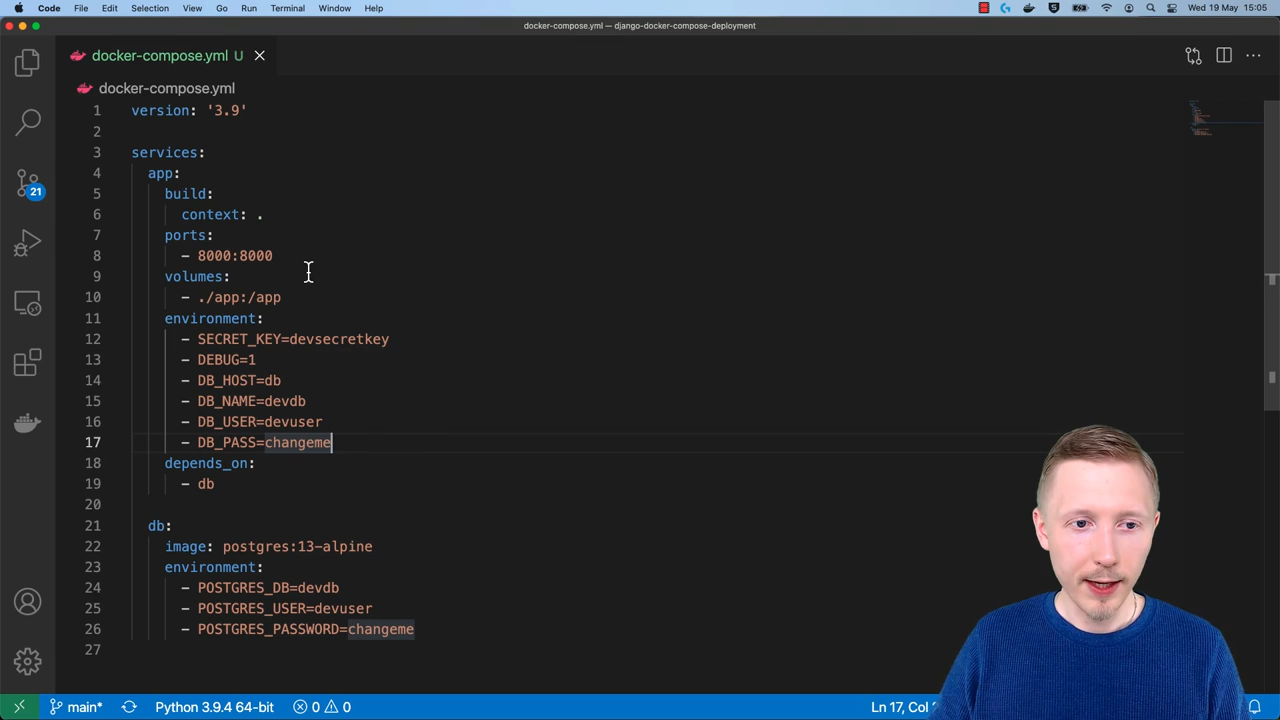 Code File Edit Selection View Go Run Terminal Window Help Wed 19 May 15:05
docker-compose.yml — django-docker-compose-deployment
docker-compose.yml U
docker-compose.yml
1 version: '3.9'
2
3 services:
4 app:
5 build:
6 context: .
7 ports:
8 - 8000:8000
9 volumes:
10 - ./app:/app
11 environment:
12 - SECRET_KEY=devsecretkey
13 - DEBUG=1
14 - DB_HOST=db
15 - DB_NAME=devdb
16 - DB_USER=devuser
17 - DB_PASS=changeme
18 depends_on:
19 - db
20
21 db:
22 image: postgres:13-alpine
23 environment:
24 - POSTGRES_DB=devdb
25 - POSTGRES_USER=devuser
26 - POSTGRES_PASSWORD=changeme
27
21
main* Python 3.9.4 64-bit 0 0 Ln 17, Col